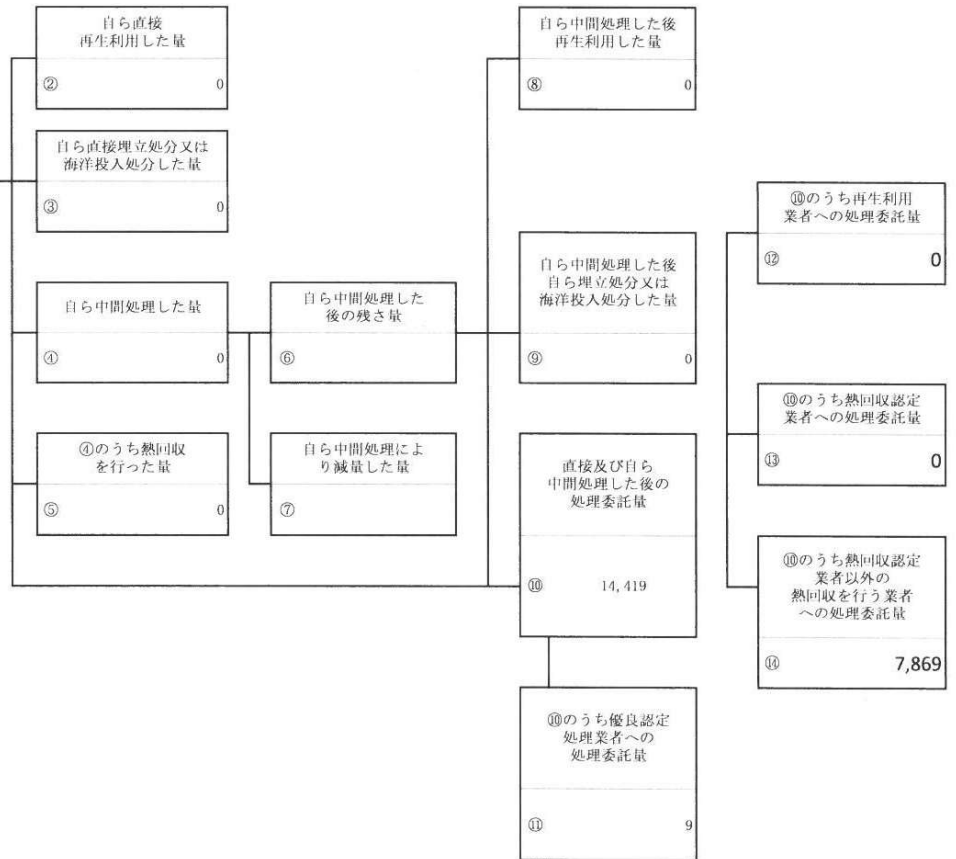 自ら直接
再生利用した量
② 0
自ら直接埋立処分又は
海洋投入処分した量
③ 0
自ら中間処理した量
④ 0
④のうち熱回収
を行った量
⑤ 0
自ら中間処理した
後の残さ量
⑥
自ら中間処理によ
り減量した量
⑦
自ら中間処理した後
再生利用した量
⑧ 0
自ら中間処理した後
自ら埋立処分又は
海洋投入処分した量
⑨ 0
直接及び自ら
中間処理した後の
処理委託量
⑩ 14,419
⑩のうち優良認定
処理業者への
処理委託量
⑪ 9
⑩のうち再生利用
業者への処理委託量
⑫ 0
⑩のうち熱回収認定
業者への処理委託量
⑬ 0
⑩のうち熱回収認定
業者以外の
熱回収を行う業者
への処理委託量
⑭ 7,869